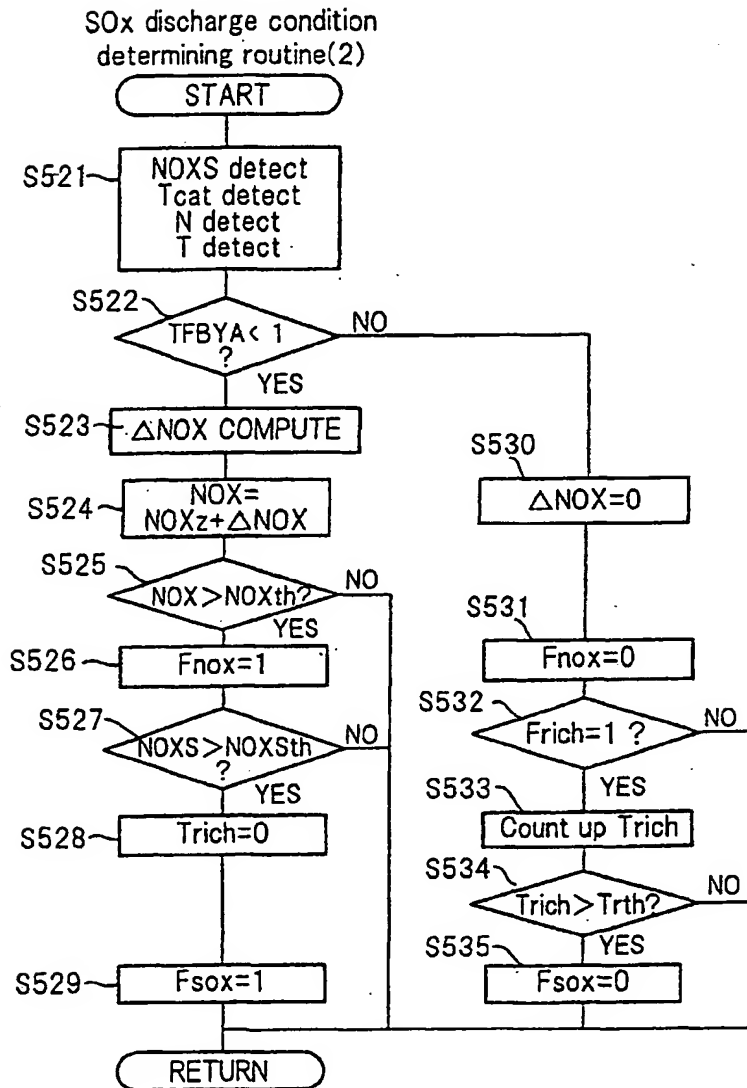 SOx discharge condition
determining routine(2)
START
S521
NOXS detect
Tcat detect
N detect
T detect
S522
TFBYA< 1
?
NO
YES
S523
△NOX COMPUTE
S524
NOX=
NOXz+△NOX
S525
NOX>NOXth?
NO
YES
S526
Fnox=1
S527
NOXS>NOXSth
?
NO
YES
S528
Trich=0
S529
Fsox=1
S530
△NOX=0
S531
Fnox=0
S532
Frich=1 ?
NO
YES
S533
Count up Trich
S534
Trich>Trth?
NO
YES
S535
Fsox=0
RETURN